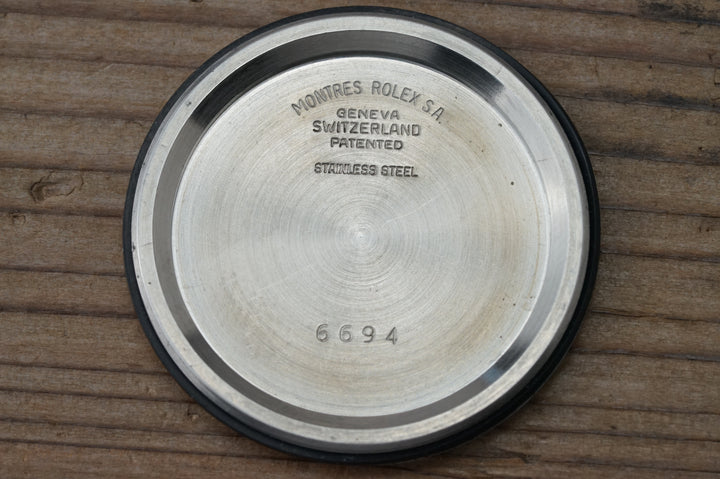 MONTRES ROLEX S.A.
GENEVA
SWITZERLAND
PATENTED
STAINLESS STEEL
6694